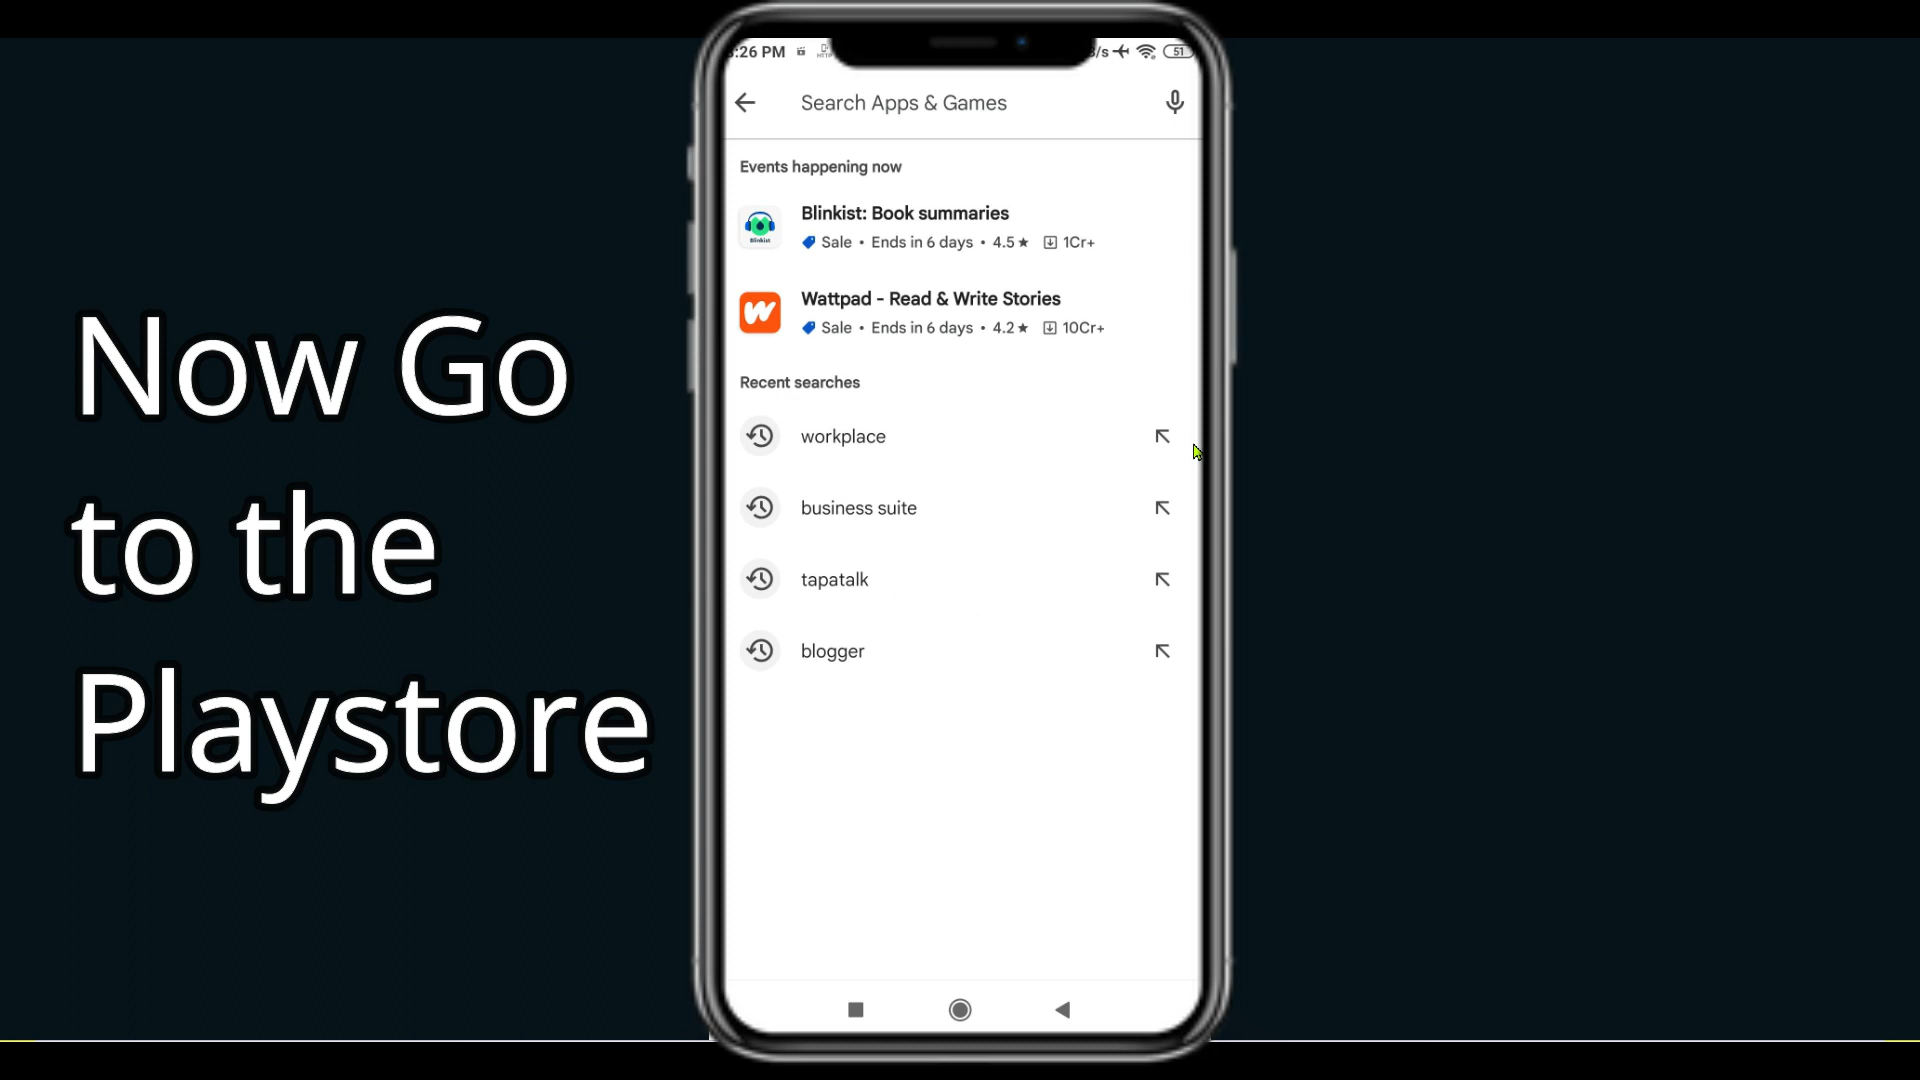 Now Go
to the
Playstore
:26 PM
/s
51
Search Apps & Games
Events happening now
Blinkist: Book summaries
Sale • Ends in 6 days • 4.5★ 1Cr+
Blinkist
Wattpad - Read & Write Stories
Sale • Ends in 6 days • 4.2★ 10Cr+
Recent searches
workplace
business suite
tapatalk
blogger